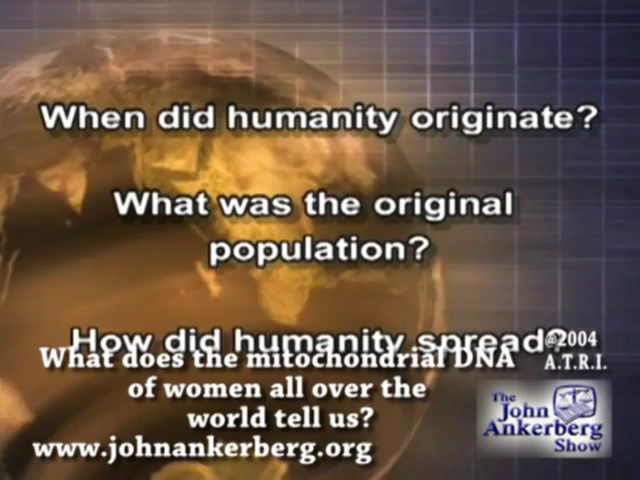 When did humanity originate?
What was the original
population?
How did humanity spread?
What does the mitochondrial DNA
of women all over the
world tell us?
www.johnankerberg.org
@2004
A.T.R.I.
The
John
Ankerberg
Show